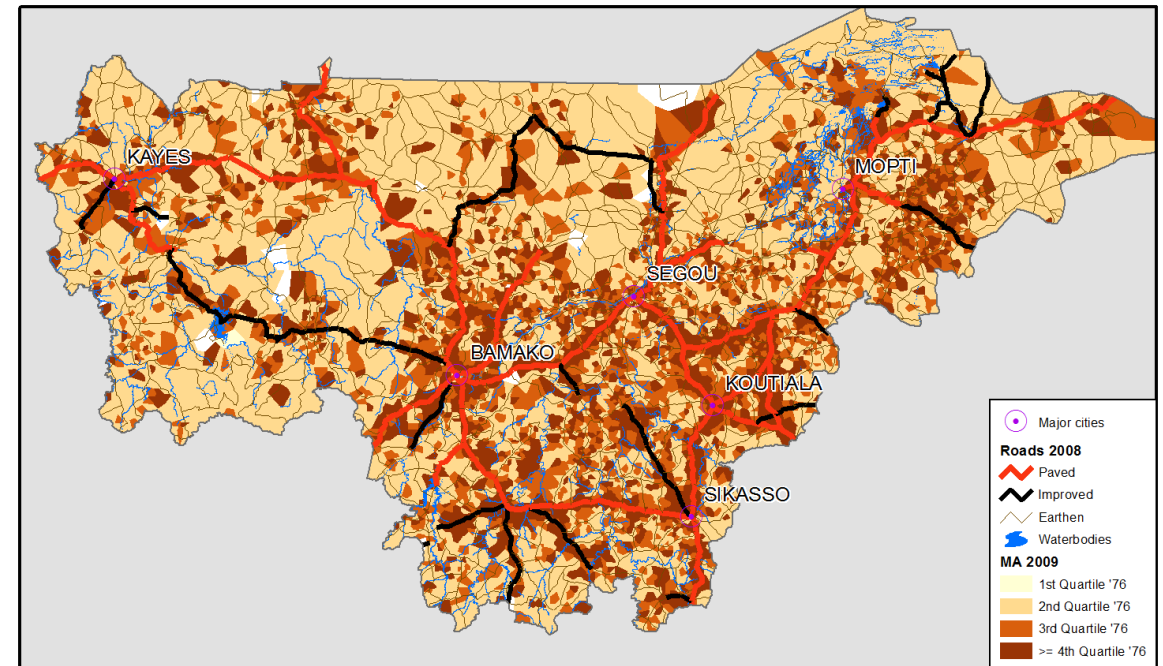 KAYES
MOPTI
SEGOU
BAMAKO
KOUTIALA
SIKASSO
Major cities
Roads 2008
Paved
Improved
Earthen
Waterbodies
MA 2009
1st Quartile '76
2nd Quartile '76
3rd Quartile '76
>= 4th Quartile '76